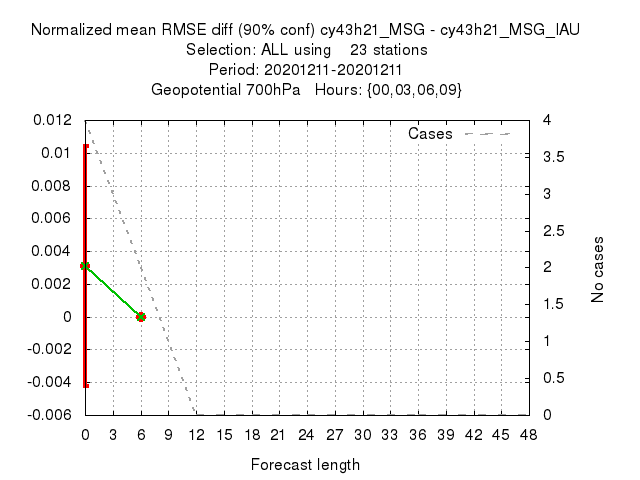 Normalized mean RMSE diff (90% conf) cy43h21_MSG - cy43h21_MSG_IAU
Selection: ALL using    23 stations
Period: 20201211-20201211
Geopotential 700hPa   Hours: {00,03,06,09}
Cases
0.012
0.01
0.008
0.006
0.004
0.002
0
-0.002
-0.004
-0.006
4
3.5
3
2.5
2
1.5
1
0.5
0
No cases
0 3 6 9 12 15 18 21 24 27 30 33 36 39 42 45 48
Forecast length